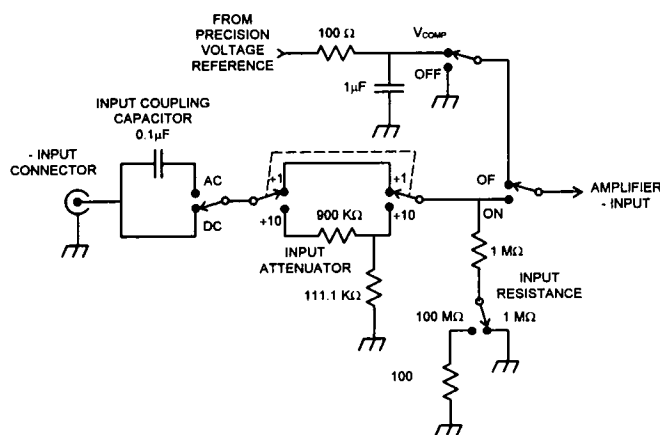 FROM
PRECISION
VOLTAGE
REFERENCE
100 Ω
V_COMP
OFF
1µF
INPUT COUPLING
CAPACITOR
0.1µF
- INPUT
CONNECTOR
AC
DC
+1
+1
+10
+10
900 KΩ
INPUT
ATTENUATOR
111.1 KΩ
OF
ON
AMPLIFIER
- INPUT
1 MΩ
INPUT
RESISTANCE
100 MΩ
1 MΩ
100